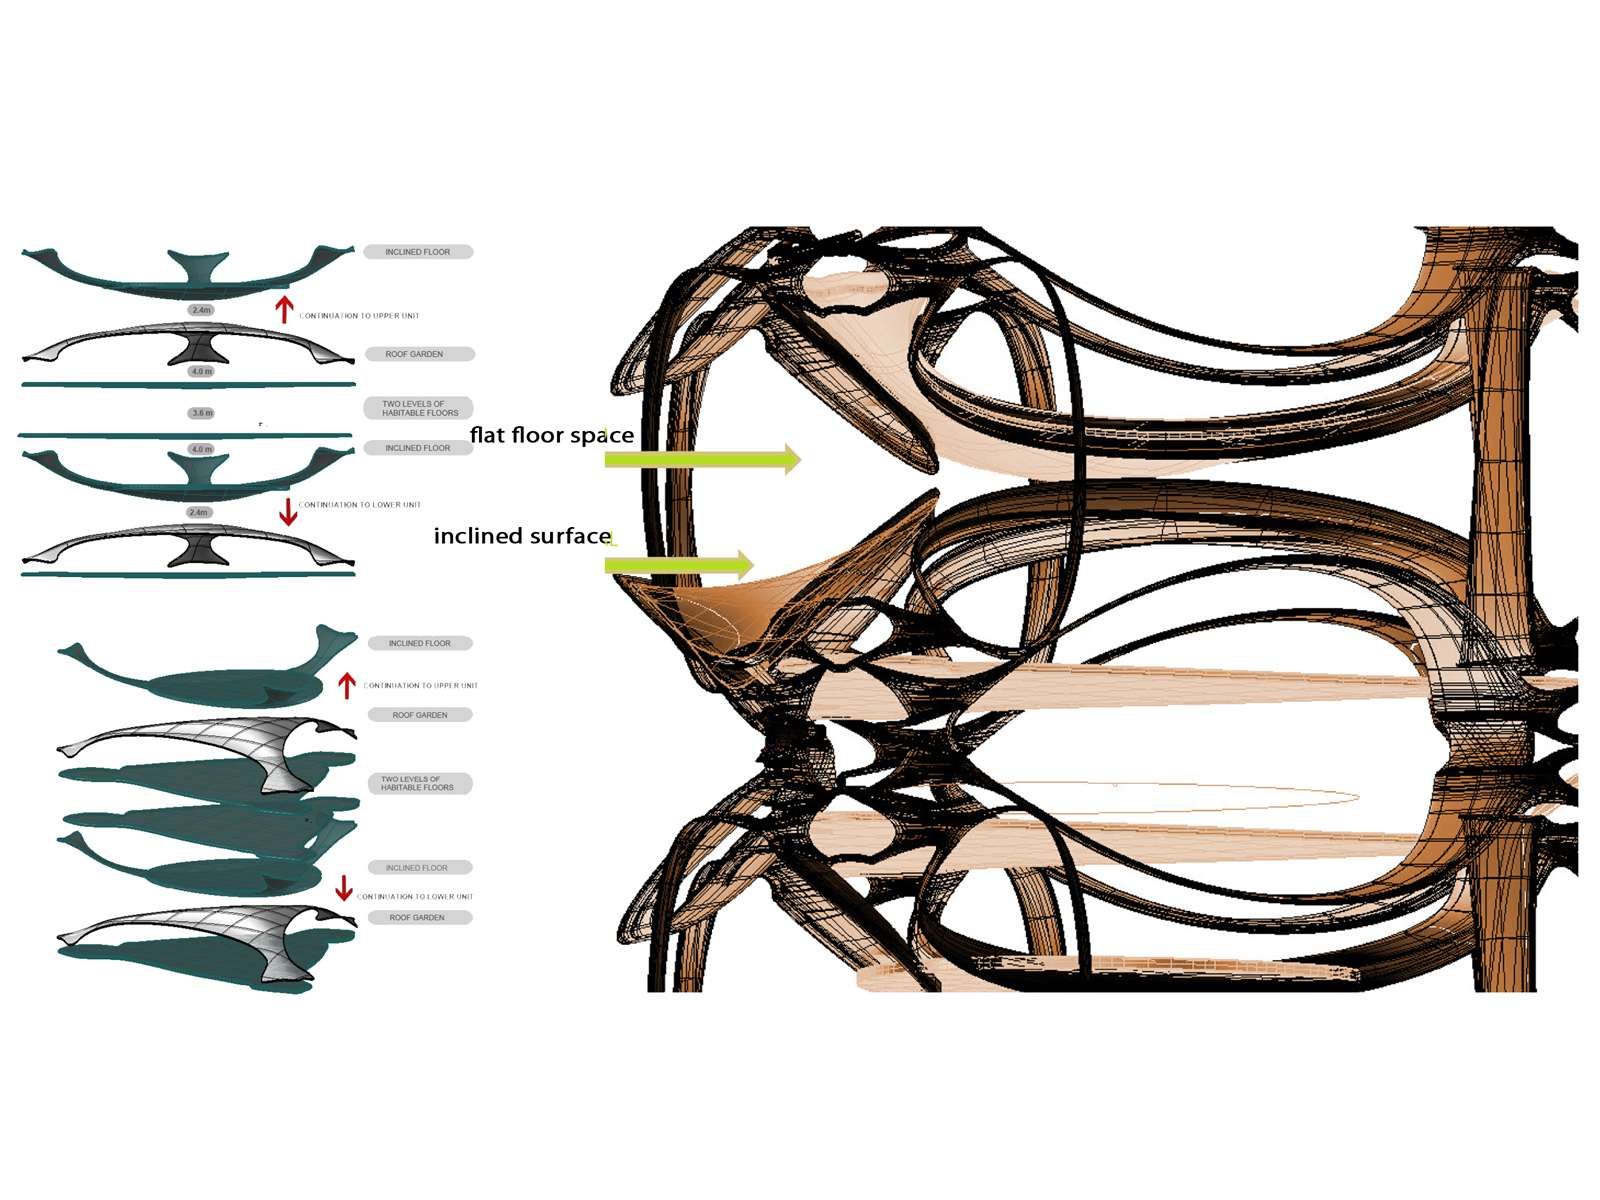 INCLINED FLOOR
2.4m
CONTINUATION TO UPPER UNIT
ROOF GARDEN
4.0 m
3.6 m
TWO LEVELS OF
HABITABLE FLOORS
flat floor space
4.0 m
INCLINED FLOOR
CONTINUATION TO LOWER UNIT
2.4m
inclined surface
INCLINED FLOOR
CONTINUATION TO UPPER UNIT
ROOF GARDEN
TWO LEVELS OF
HABITABLE FLOORS
INCLINED FLOOR
CONTINUATION TO LOWER UNIT
ROOF GARDEN